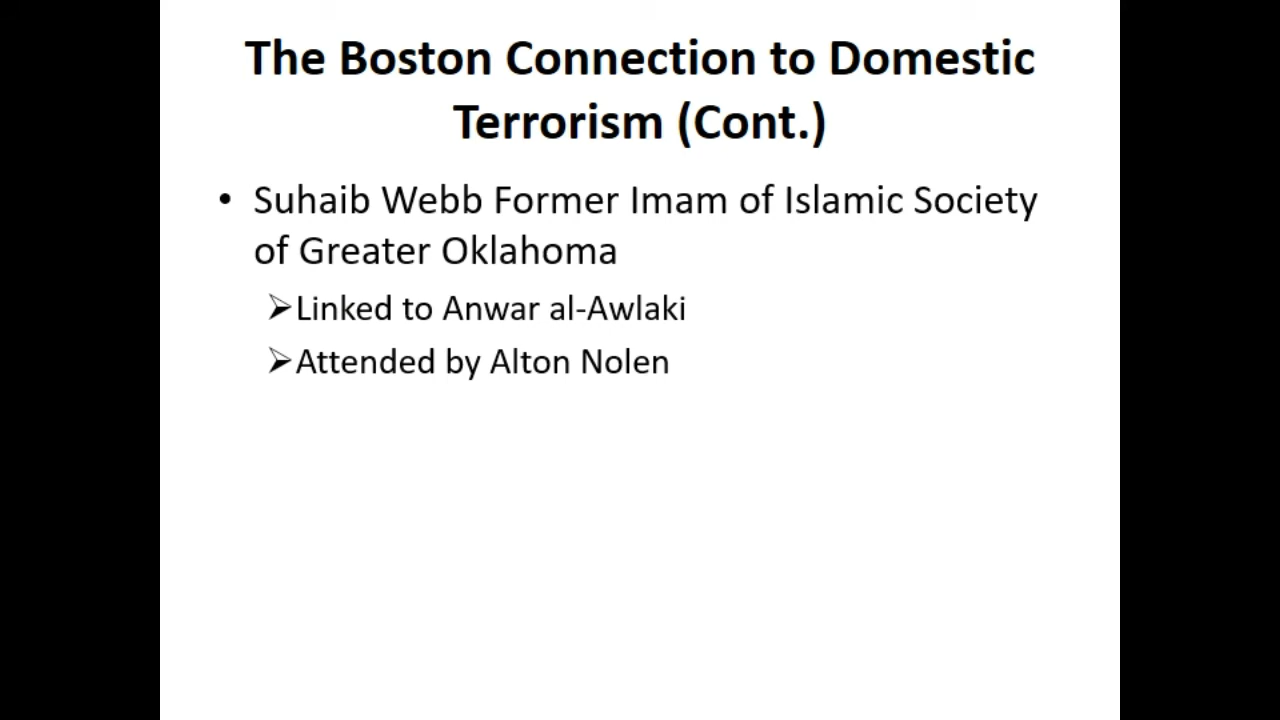 The Boston Connection to Domestic
Terrorism (Cont.)
• Suhaib Webb Former Imam of Islamic Society
of Greater Oklahoma
➢Linked to Anwar al-Awlaki
➢Attended by Alton Nolen